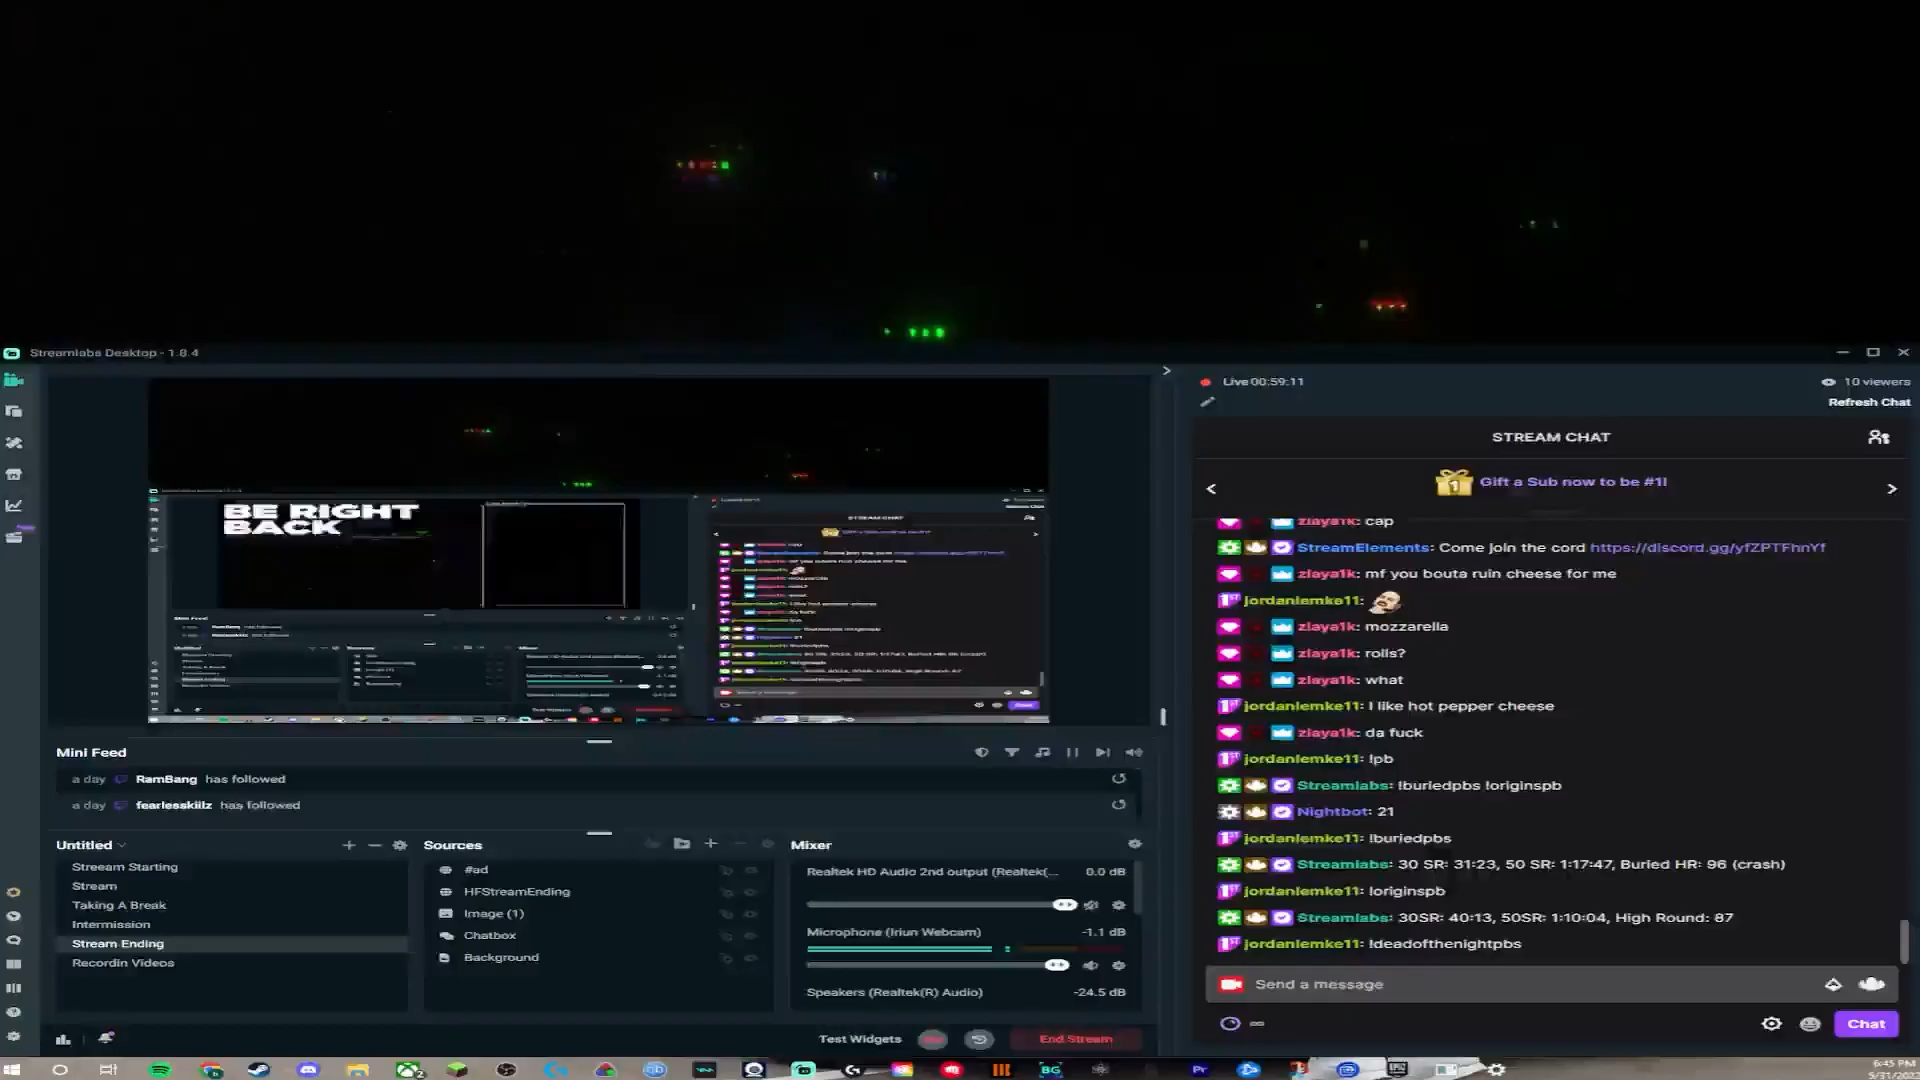 Streamlabs Desktop - 1.8.4
Live 00:59:11
10 viewers
Refresh Chat
STREAM CHAT
Gift a Sub now to be #1!
BE RIGHT
BACK
zlaya1k: cap
StreamElements: Come join the cord https://discord.gg/yfZPTFhnYf
zlaya1k: mf you bouta ruin cheese for me
jordanlemke11:
zlaya1k: mozzarella
zlaya1k: rolls?
zlaya1k: what
jordanlemke11: I like hot pepper cheese
zlaya1k: da fuck
jordanlemke11: !pb
Streamlabs: !buriedpbs !originspb
Nightbot: 21
jordanlemke11: !buriedpbs
Streamlabs: 30 SR: 31:23, 50 SR: 1:17:47, Buried HR: 96 (crash)
jordanlemke11: !originspb
Streamlabs: 30SR: 40:13, 50SR: 1:10:04, High Round: 87
jordanlemke11: !deadofthenightpbs
Send a message
Chat
Mini Feed
a day RamBang has followed
a day fearlesskillz has followed
Untitled
Stream Starting
Stream
Taking A Break
Intermission
Stream Ending
Recordin Videos
Sources
#ad
HFStreamEnding
Image (1)
Chatbox
Background
Mixer
Realtek HD Audio 2nd output (Realtek(... 0.0 dB
Microphone (Iriun Webcam) -1.1 dB
Speakers (Realtek(R) Audio) -24.5 dB
Test Widgets
End Stream
6:45 PM